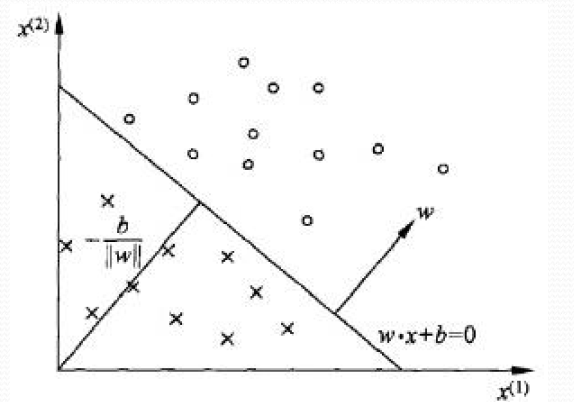 x(2)
w
-b/||w||
w·x+b=0
x(1)